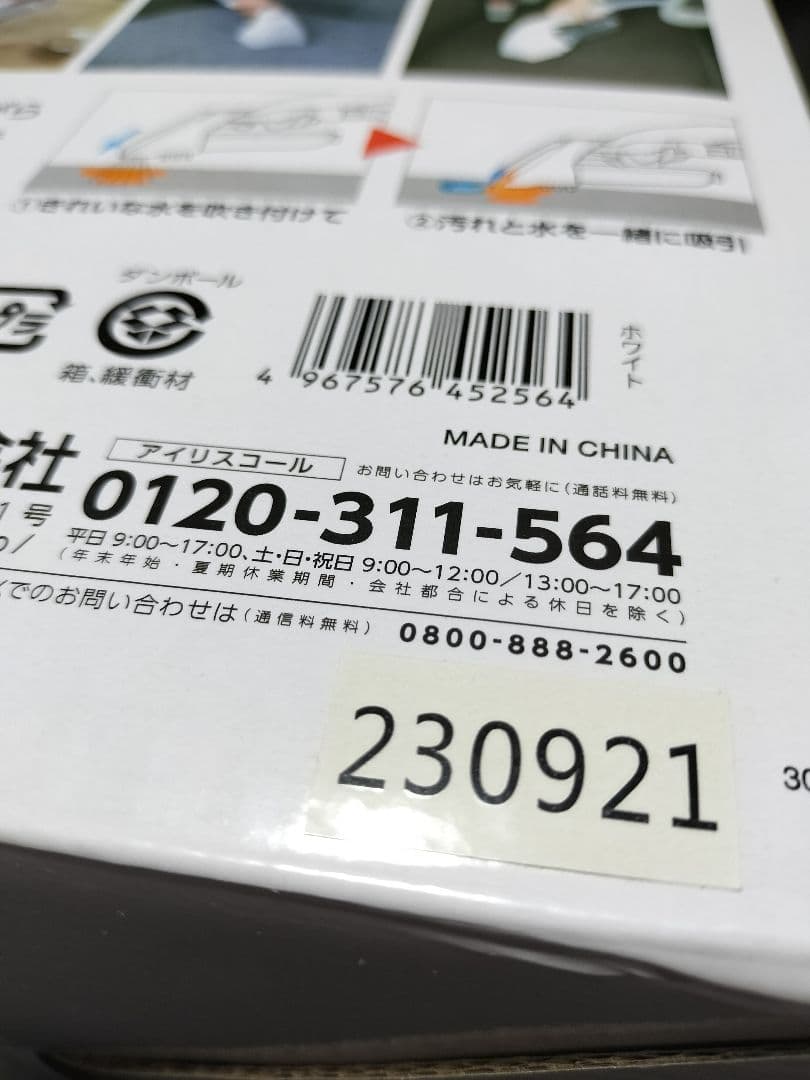 ①きれいな水を吹き付けて
②汚れと水を一緒に吸引
ダンボール
プラ
箱、緩衝材
4 967576 452564
ホワイト
MADE IN CHINA
会社
アイリスコール
お問い合わせはお気軽に(通話料無料)
1号
0120-311-564
平日 9:00〜17:00、土・日・祝日 9:00〜12:00/13:00〜17:00
(年末年始・夏期休業期間・会社都合による休日を除く)
でのお問い合わせは(通信料無料) 0800-888-2600
230921